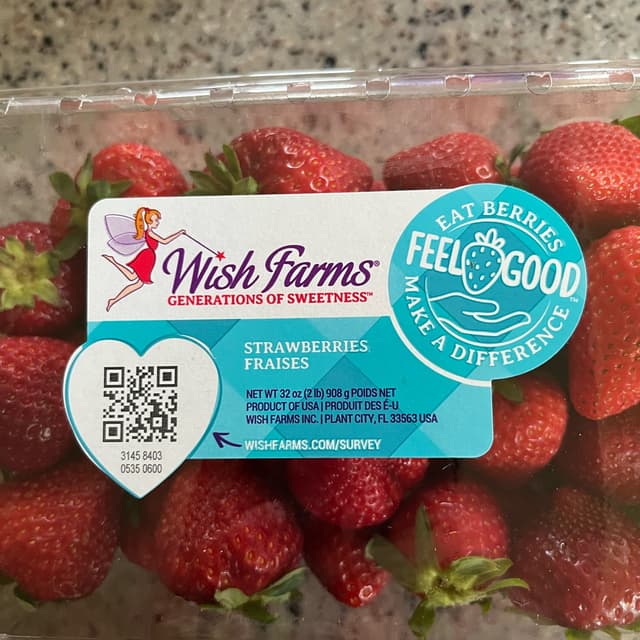 Wish Farms®
GENERATIONS OF SWEETNESS™
EAT BERRIES
FEEL GOOD™
MAKE A DIFFERENCE
STRAWBERRIES
FRAISES
NET WT 32 oz (2 lb) 908 g POIDS NET
PRODUCT OF USA | PRODUIT DES É-U
WISH FARMS INC. | PLANT CITY, FL 33563 USA
WISHFARMS.COM/SURVEY
3145 8403
0535 0600